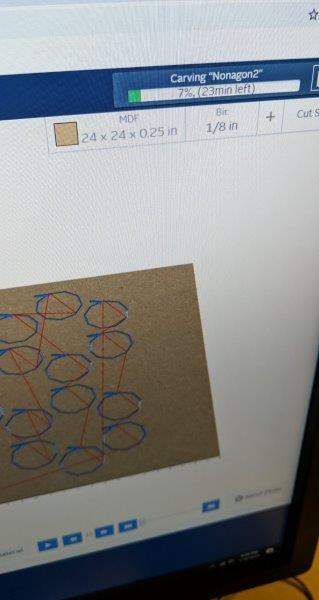 Carving "Nonagon2"
7%, (23min left)
MDF
24 x 24 x 0.25 in
Bit:
1/8 in
+
Cut S